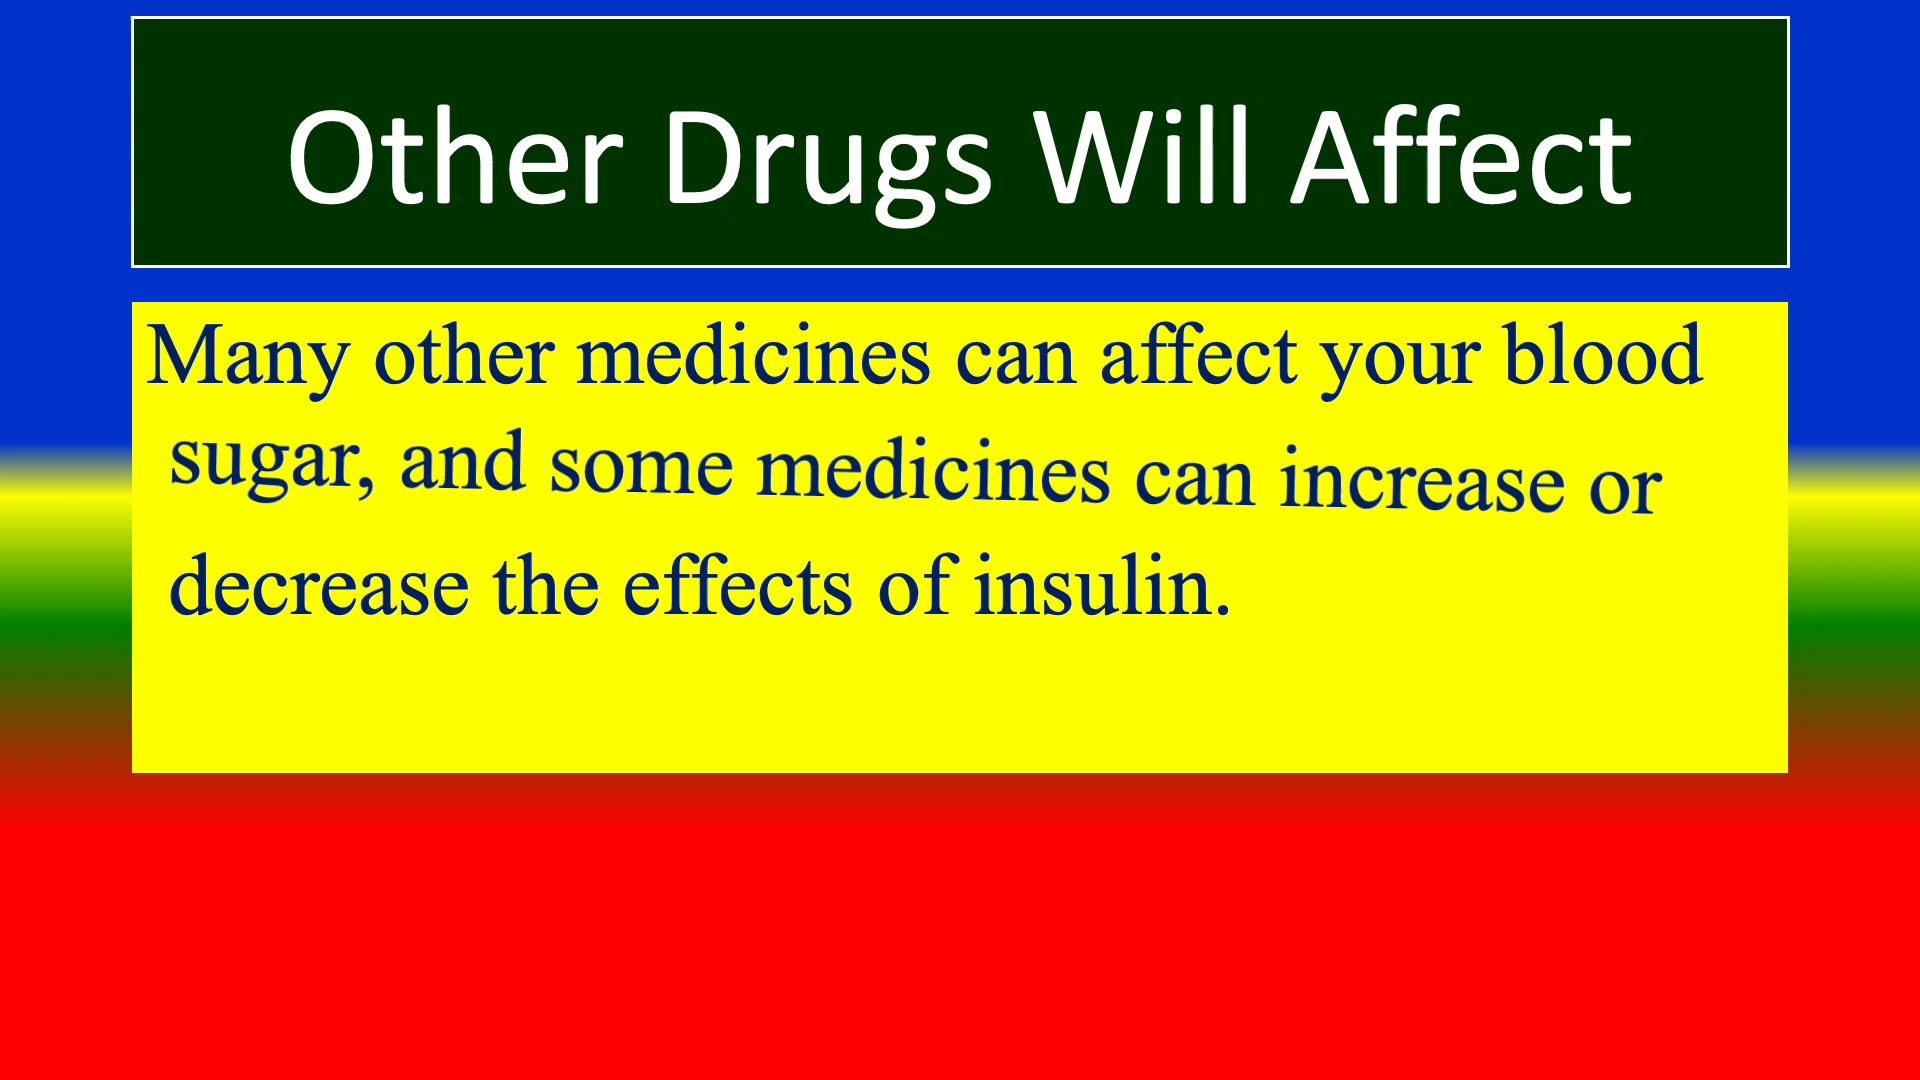 Other Drugs Will Affect
Many other medicines can affect your blood
sugar, and some medicines can increase or
decrease the effects of insulin.